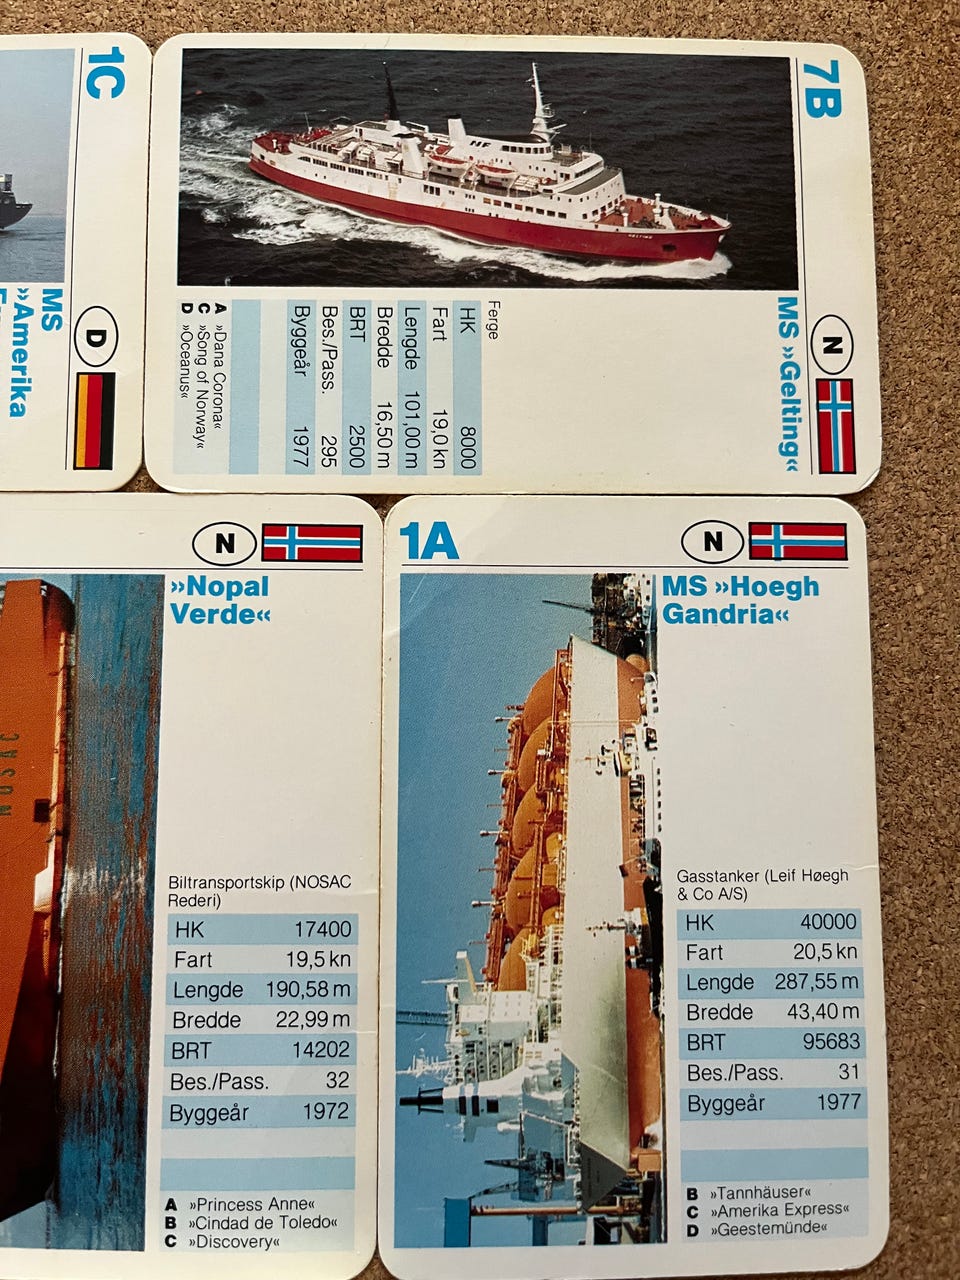 1C
D
MS
»Amerika
7B
N
MS »Gelting«
Ferge
HK 8000
Fart 19,0 kn
Lengde 101,00 m
Bredde 16,50 m
BRT 2500
Bes./Pass. 295
Byggeår 1977
A »Dana Corona«
C »Song of Norway«
D »Oceanus«
N
»Nopal
Verde«
NOSAC
Biltransportskip (NOSAC
Rederi)
HK 17400
Fart 19,5 kn
Lengde 190,58 m
Bredde 22,99 m
BRT 14202
Bes./Pass. 32
Byggeår 1972
A »Princess Anne«
B »Cindad de Toledo«
C »Discovery«
1A
N
MS »Hoegh
Gandria«
Gasstanker (Leif Høegh
& Co A/S)
HK 40000
Fart 20,5 kn
Lengde 287,55 m
Bredde 43,40 m
BRT 95683
Bes./Pass. 31
Byggeår 1977
B »Tannhäuser«
C »Amerika Express«
D »Geestemünde«